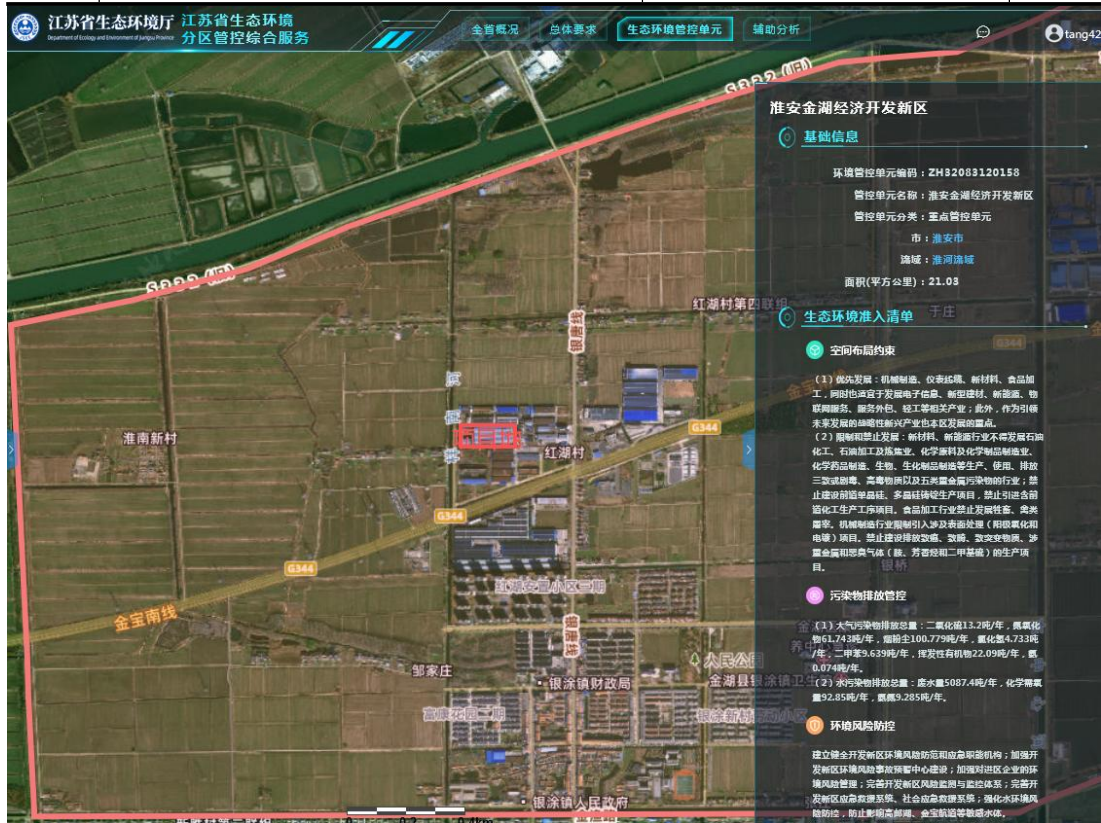 江苏省生态环境厅
Department of Ecology and Environment of Jiangsu Province
江苏省生态环境
分区管控综合服务
全省概况
总体要求
生态环境管控单元
辅助分析
tang42
S332 (旧)
淮安金湖经济开发新区
基础信息
环境管控单元编码：ZH32083120158
管控单元名称：淮安金湖经济开发新区
管控单元分类：重点管控单元
市：淮安市
流域：淮河流域
面积(平方公里)：21.03
生态环境准入清单
空间布局约束
（1）优先发展：机械制造、仪表线缆、新材料、食品加
工，同时也适宜于发展电子信息、新型建材、新能源、物
联网服务、服务外包、轻工等相关产业；此外，作为引领
未来发展的战略性新兴产业也本区发展的重点。
（2）限制和禁止发展：新材料、新能源行业不得发展石油
化工、石油加工及炼焦业、化学原料及化学制品制造业、
化学药品制造、生物、生化制品制造等生产、使用、排放
三致或剧毒、高毒物质以及五类重金属污染物的行业；禁
止建设前道单晶硅、多晶硅铸锭生产项目，禁止引进含前
道化工生产工序项目。食品加工行业禁止发展牲畜、禽类
屠宰。机械制造行业限制引入涉及表面处理（阳极氧化和
电镀）项目。禁止建设排放致癌、致畸、致突变物质、涉
重金属和恶臭气体（胺、芳香烃和二甲基硫）的生产项
目。
污染物排放管控
（1）大气污染物排放总量：二氧化硫13.2吨/年，氮氧化
物61.743吨/年，烟粉尘100.779吨/年，氯化氢4.733吨
/年，二甲苯9.639吨/年，挥发性有机物22.09吨/年，氨
0.074吨/年。
（2）水污染物排放总量：废水量5087.4吨/年，化学需氧
量92.85吨/年，氨氮9.285吨/年。
环境风险防控
建立健全开发新区环境风险防范和应急职能机构；加强开
发新区环境风险事故预警中心建设；加强对进区企业的环
境风险管理；完善开发新区风险监测与监控体系；完善开
发新区应急救援系统、社会应急救援系统；强化水环境风
险防控，防止影响高邮湖、金宝航道等敏感水体。
S332 (旧)
红湖村第四联组
于庄
银唐线
G344
金宝
河
南
淮南新村
红湖村
G344
G344
G344
银桥
红湖安置小区三期
金宝南线
银唐线
人民公园
邹家庄
银涂镇财政局
金湖县银涂镇卫生
富康花园二期
银涂镇人民政府